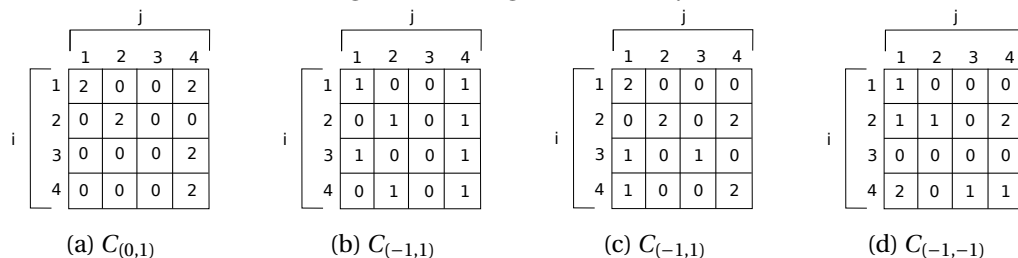 j j j j
1 2 3 4 1 2 3 4 1 2 3 4 1 2 3 4
1 2 0 0 2 1 1 0 0 1 1 2 0 0 0 1 1 0 0 0
i 2 0 2 0 0 i 2 0 1 0 1 i 2 0 2 0 2 i 2 1 1 0 2
3 0 0 0 2 3 1 0 0 1 3 1 0 1 0 3 0 0 0 0
4 0 0 0 2 4 0 1 0 1 4 1 0 0 2 4 2 0 1 1
(a) C(0,1) (b) C(−1,1) (c) C(−1,1) (d) C(−1,−1)